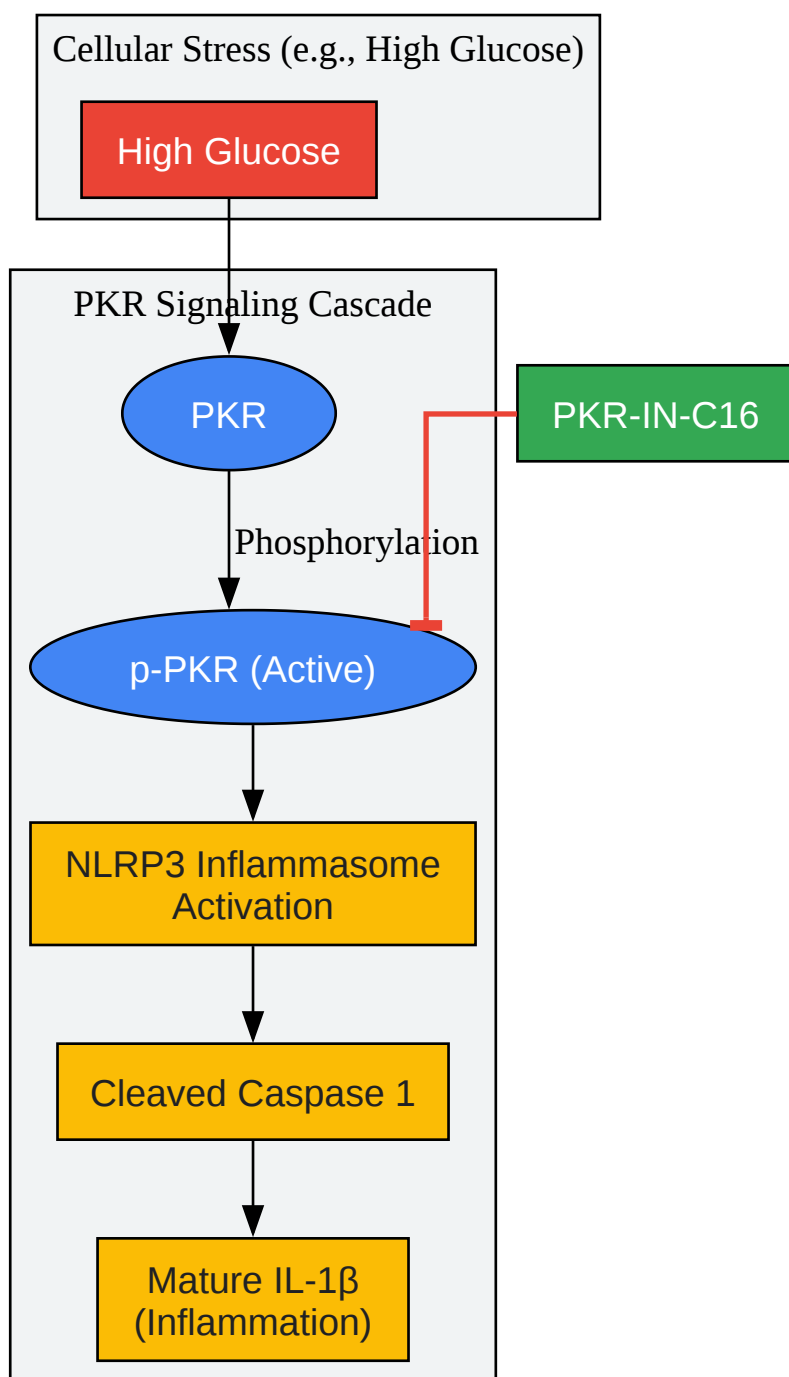 Cellular Stress (e.g., High Glucose)
High Glucose
PKR Signaling Cascade
PKR
PKR-IN-C16
Phosphorylation
p-PKR (Active)
NLRP3 Inflammasome
Activation
Cleaved Caspase 1
Mature IL-1β
(Inflammation)